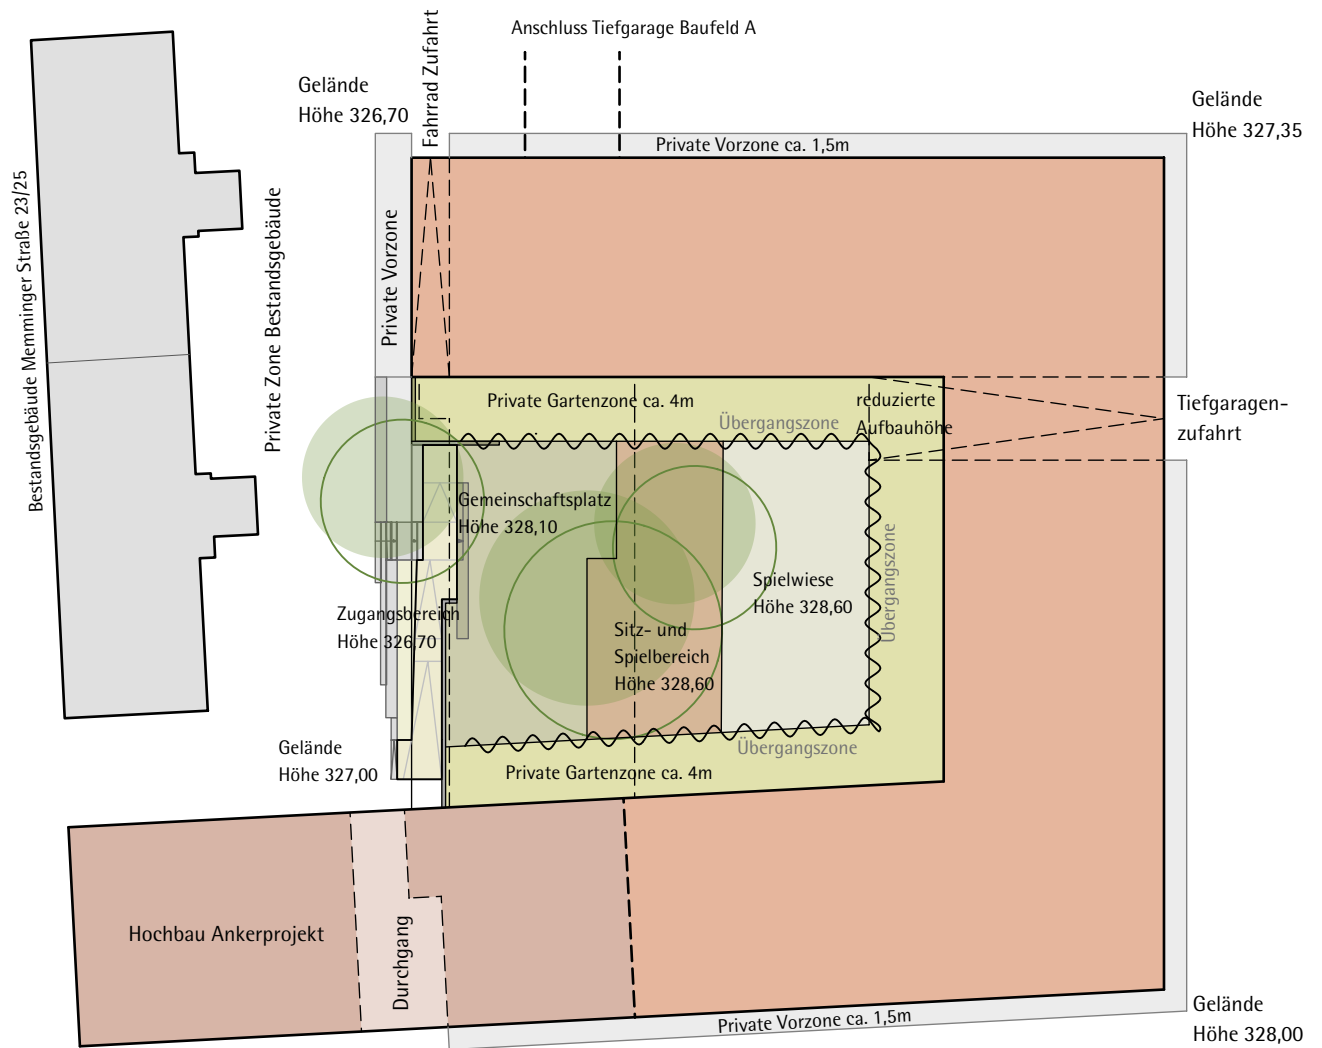 Anschluss Tiefgarage Baufeld A
Gelände
Höhe 326,70
Fahrrad Zufahrt
Gelände
Höhe 327,35
Private Vorzone ca. 1,5m
Bestandsgebäude Memminger Straße 23/25
Private Zone Bestandsgebäude
Private Vorzone
Private Gartenzone ca. 4m
Übergangszone
reduzierte
Aufbauhöhe
Tiefgaragen-
zufahrt
Gemeinschaftsplatz
Höhe 328,10
Spielwiese
Höhe 328,60
Übergangszone
Zugangsbereich
Höhe 326,70
Sitz- und
Spielbereich
Höhe 328,60
Gelände
Höhe 327,00
Übergangszone
Private Gartenzone ca. 4m
Hochbau Ankerprojekt
Durchgang
Private Vorzone ca. 1,5m
Gelände
Höhe 328,00